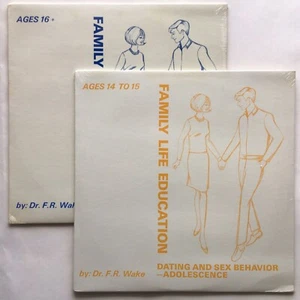 AGES 16+
FAMILY
by: Dr. F.R. Wake
AGES 14 TO 15
FAMILY LIFE EDUCATION
DATING AND SEX BEHAVIOR
—ADOLESCENCE
by: Dr. F.R. Wake